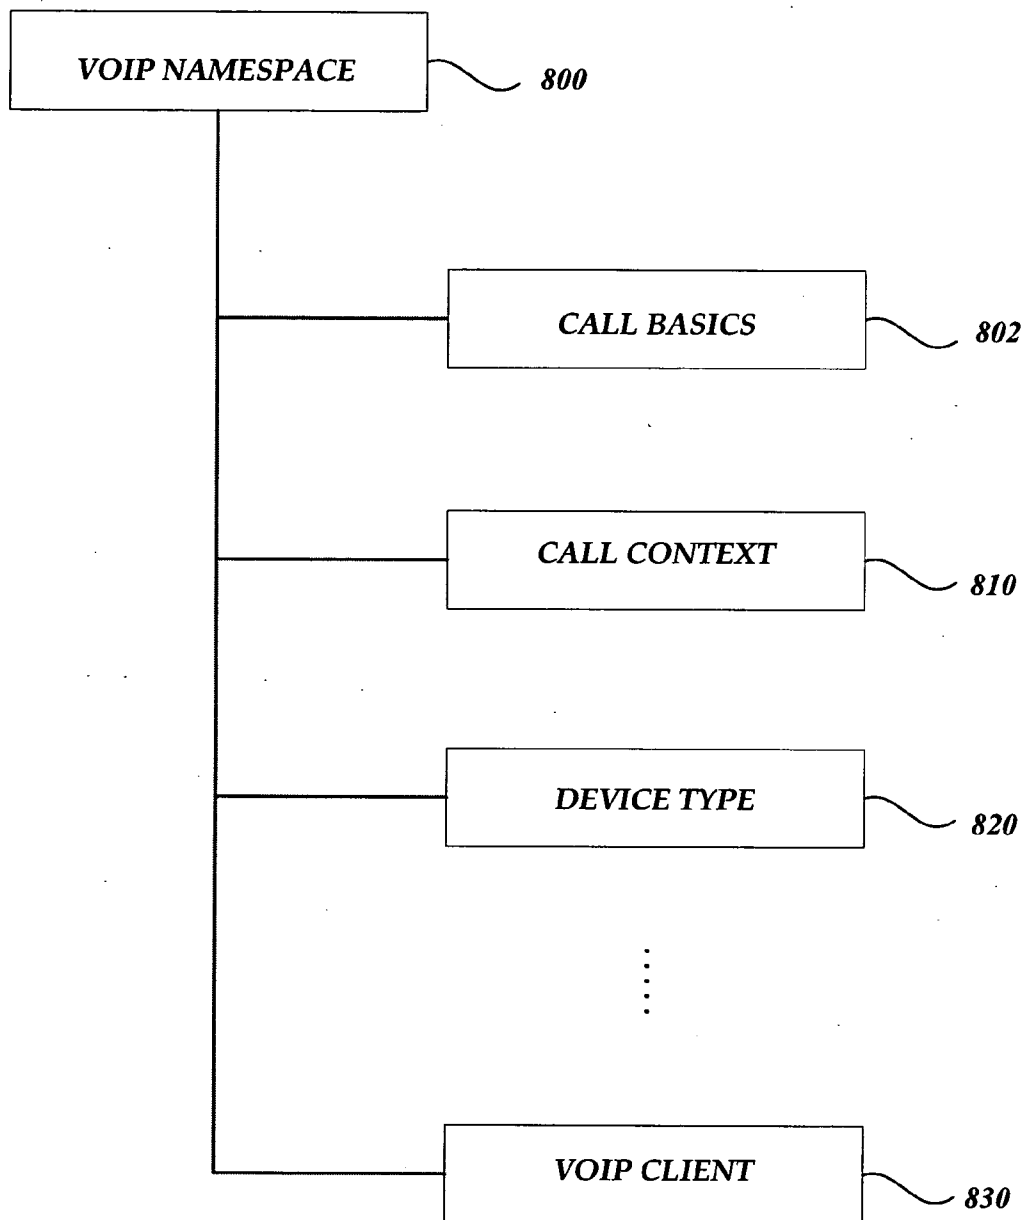 VOIP NAMESPACE
800
CALL BASICS
802
CALL CONTEXT
810
DEVICE TYPE
820
VOIP CLIENT
830